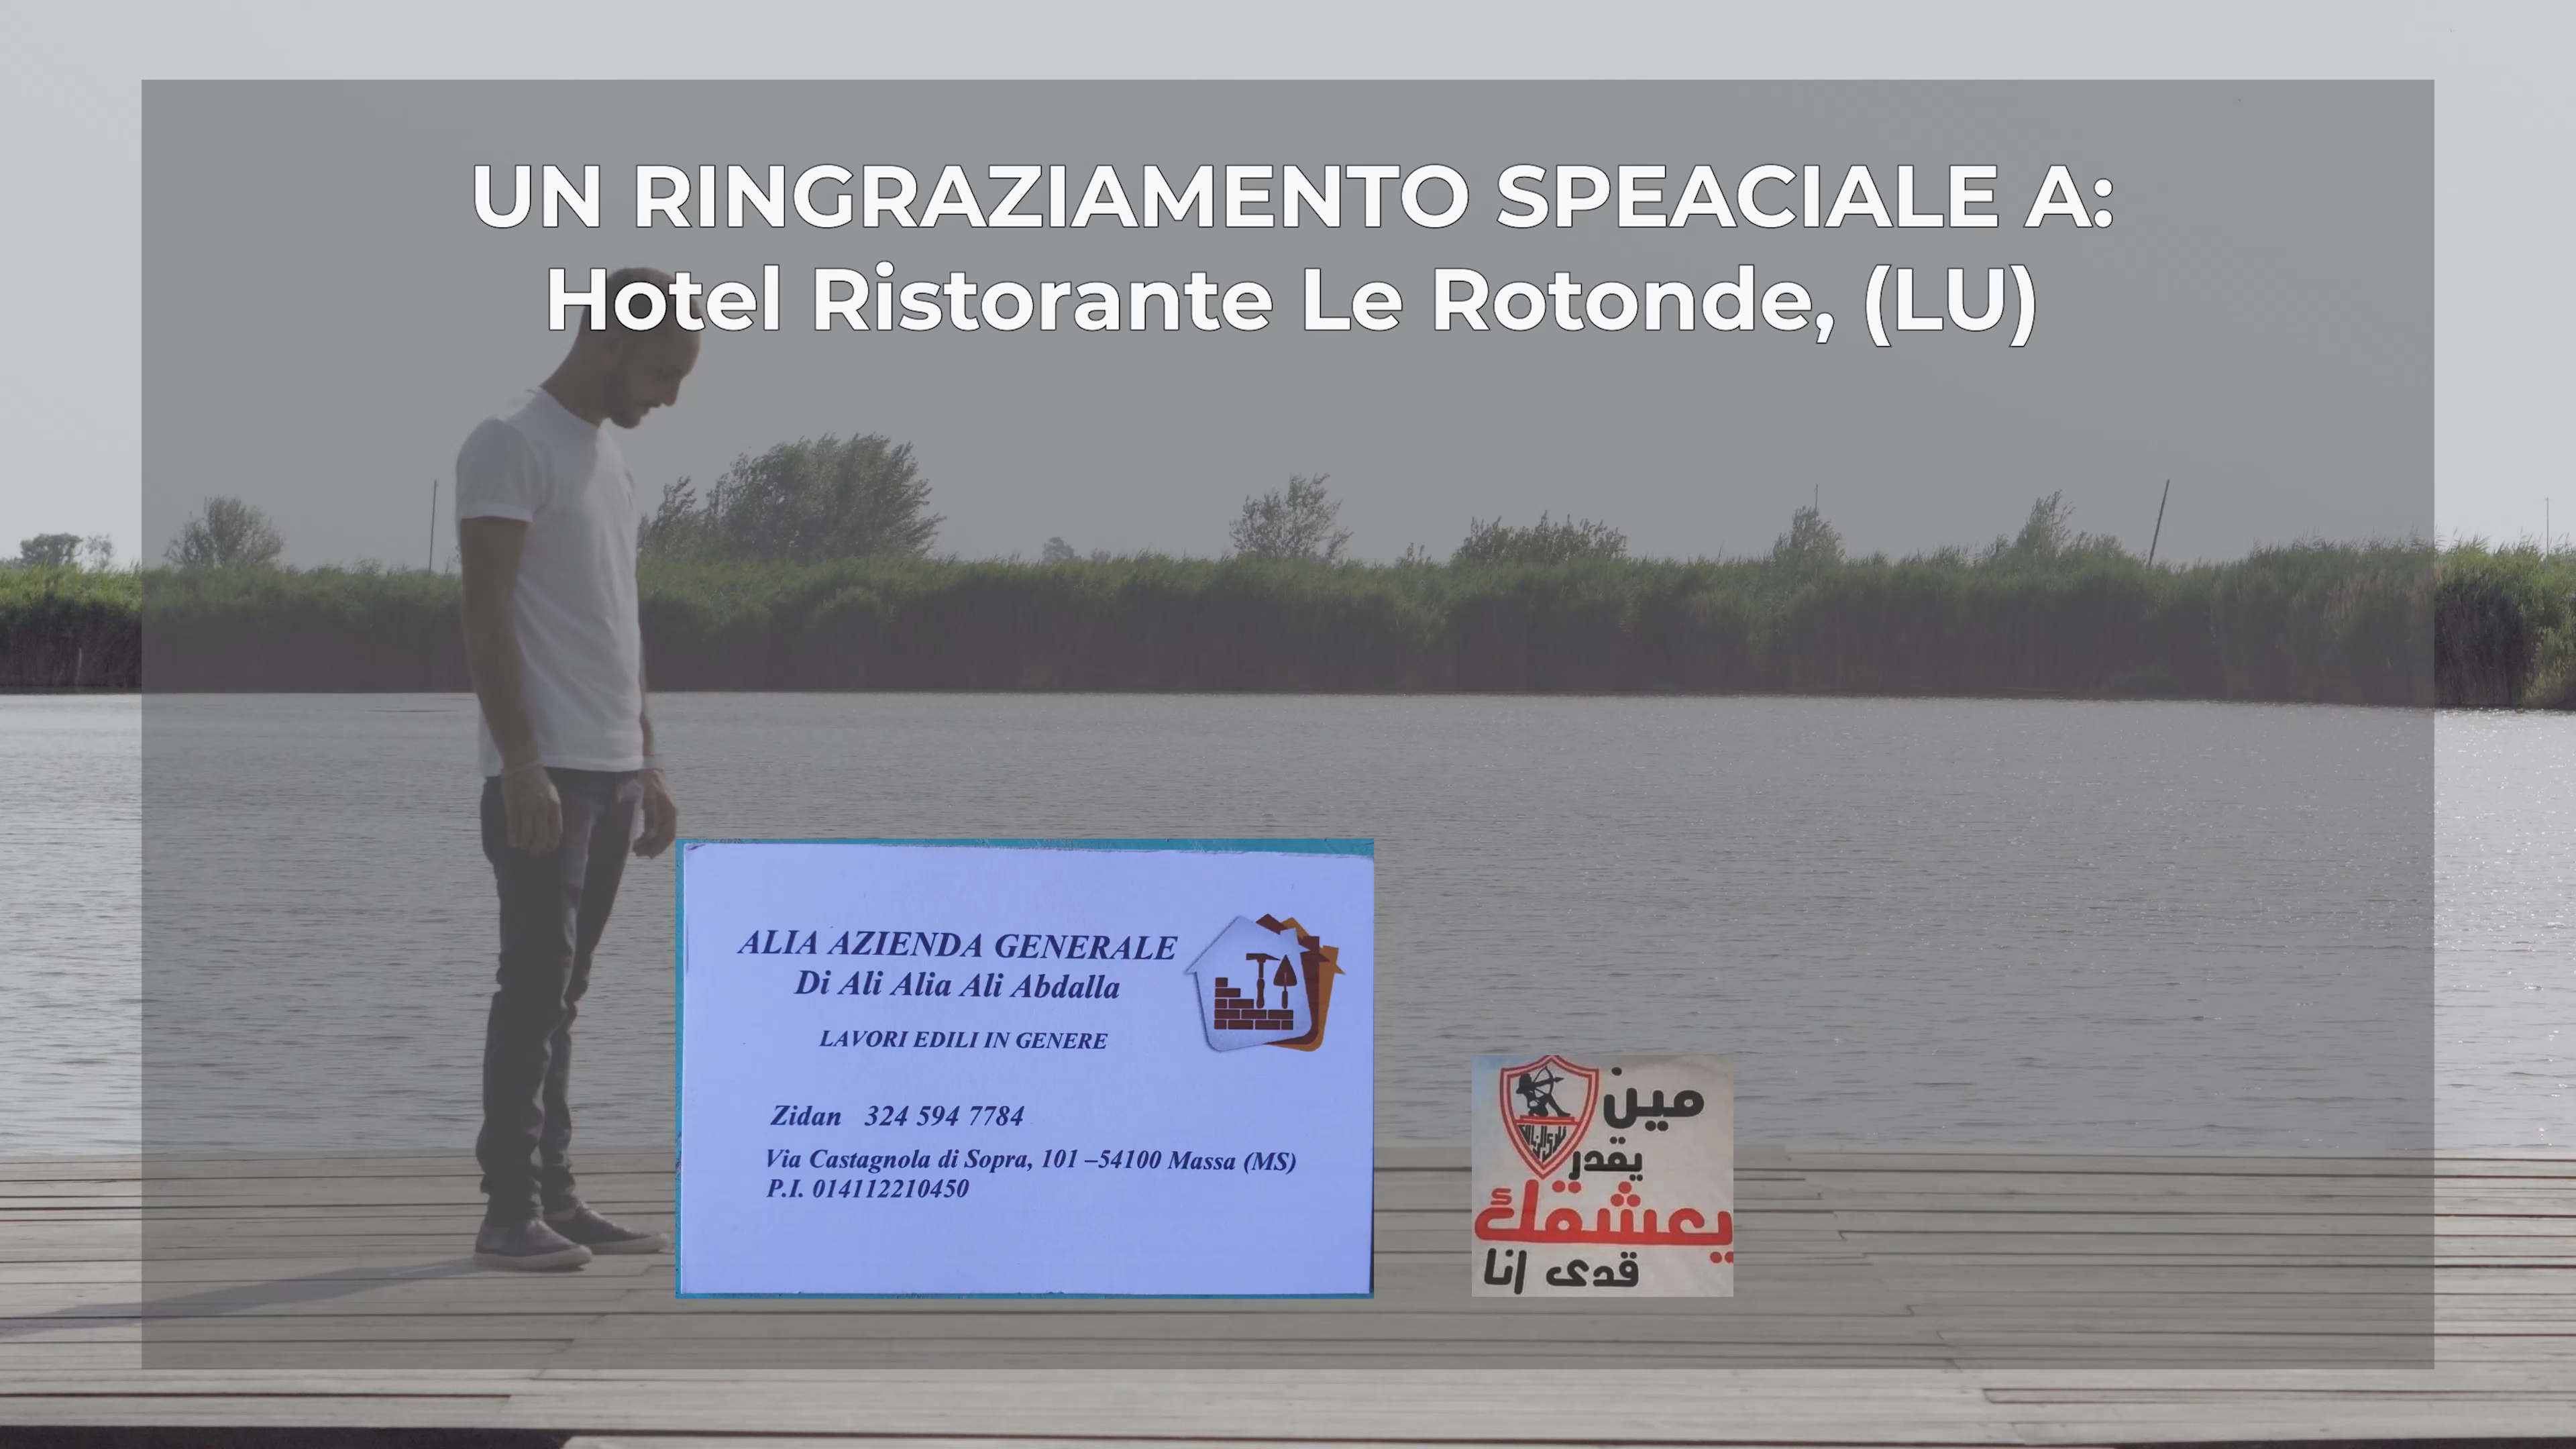 UN RINGRAZIAMENTO SPEACIALE A:
Hotel Ristorante Le Rotonde, (LU)
ALIA AZIENDA GENERALE
Di Ali Alia Ali Abdalla
LAVORI EDILI IN GENERE
Zidan 324 594 7784
Via Castagnola di Sopra, 101 –54100 Massa (MS)
P.I. 014112210450
مين
يقدر
يعشقك
قدى انا